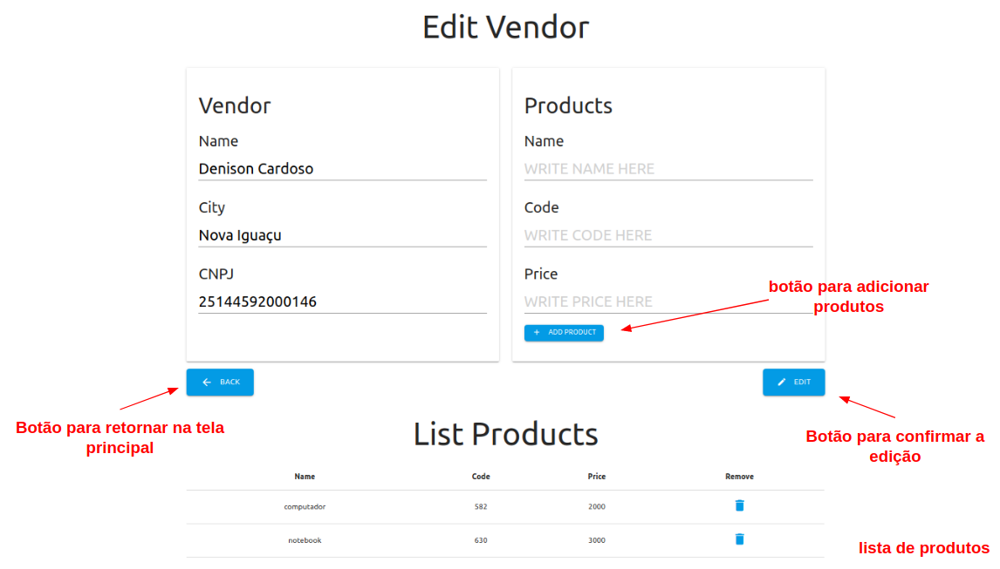 Edit Vendor
Vendor
Name
Denison Cardoso
City
Nova Iguaçu
CNPJ
25144592000146
Products
Name
WRITE NAME HERE
Code
WRITE CODE HERE
Price
WRITE PRICE HERE
ADD PRODUCT
botão para adicionar
produtos
BACK
EDIT
Botão para retornar na tela
principal
Botão para confirmar a
edição
List Products
Name Code Price Remove
computador 582 2000
notebook 630 3000
lista de produtos